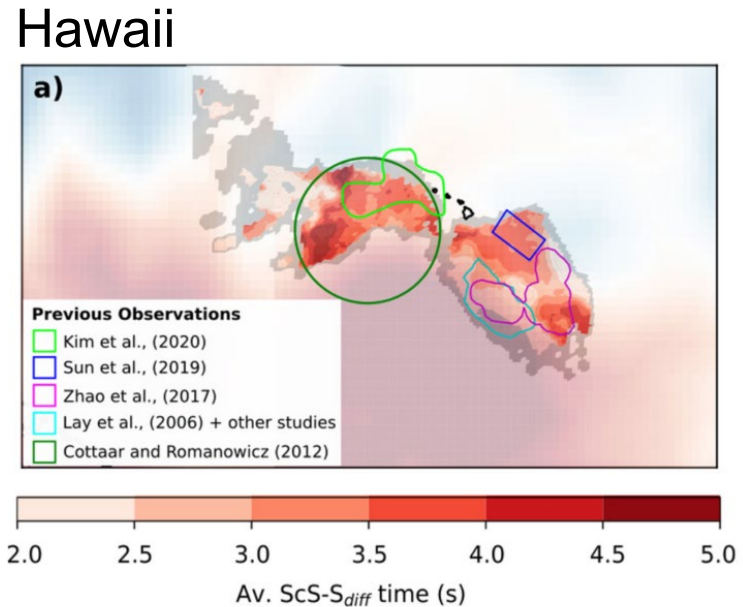 Hawaii
a)
Previous Observations
Kim et al., (2020)
Sun et al., (2019)
Zhao et al., (2017)
Lay et al., (2006) + other studies
Cottaar and Romanowicz (2012)
2.0 2.5 3.0 3.5 4.0 4.5 5.0
Av. ScS-Sdiff time (s)